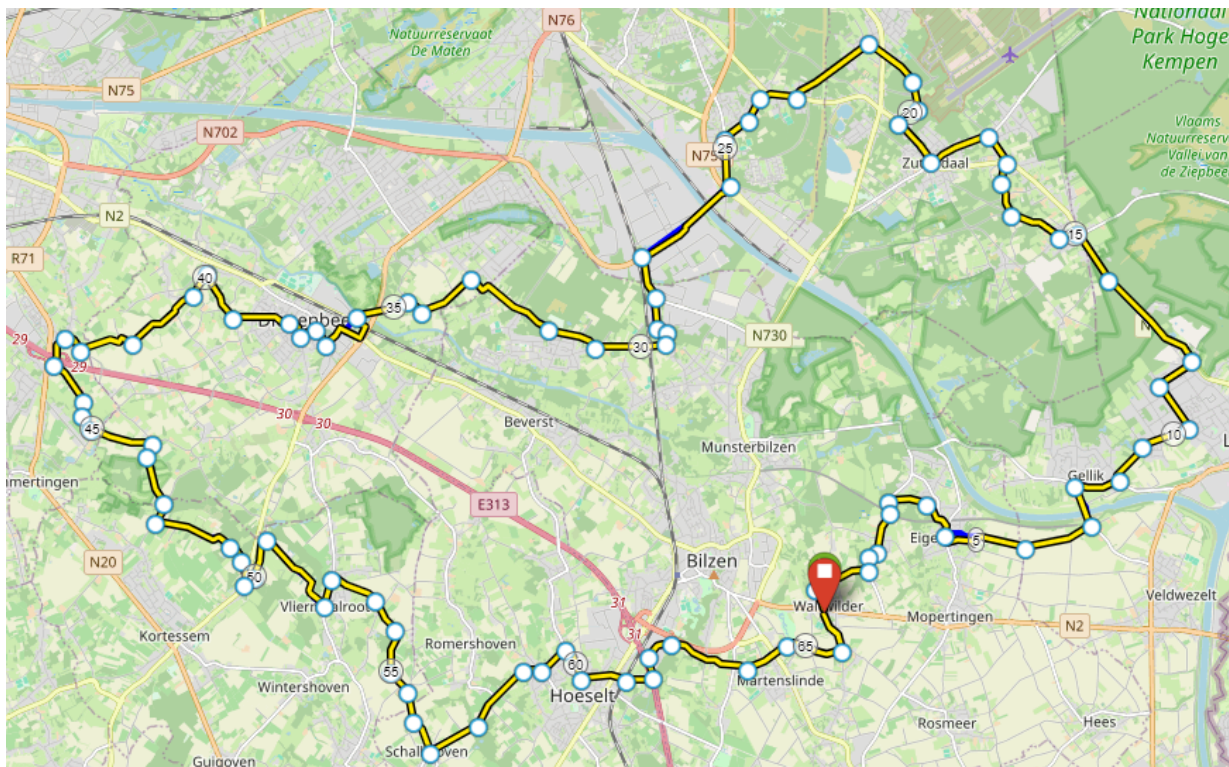 N76
Nationaal
Park Hoge
Kempen
Natuurreservaat
De Maten
N75
N702
20
Vlaams
Natuurreserv
Vallei van
de Ziepbeek
25
N75
N2
15
R71
40
35
30
N730
29
29
10
30
30
45
Beverst
Munsterbilzen
Gellik
E313
5
Bilzen
N20
50
31
31
Mopertingen
Veldwezelt
N2
Kortessem
Romershoven
65
55
60
Martenslinde
Wintershoven
Hoeselt
Rosmeer
Hees
Guigoven